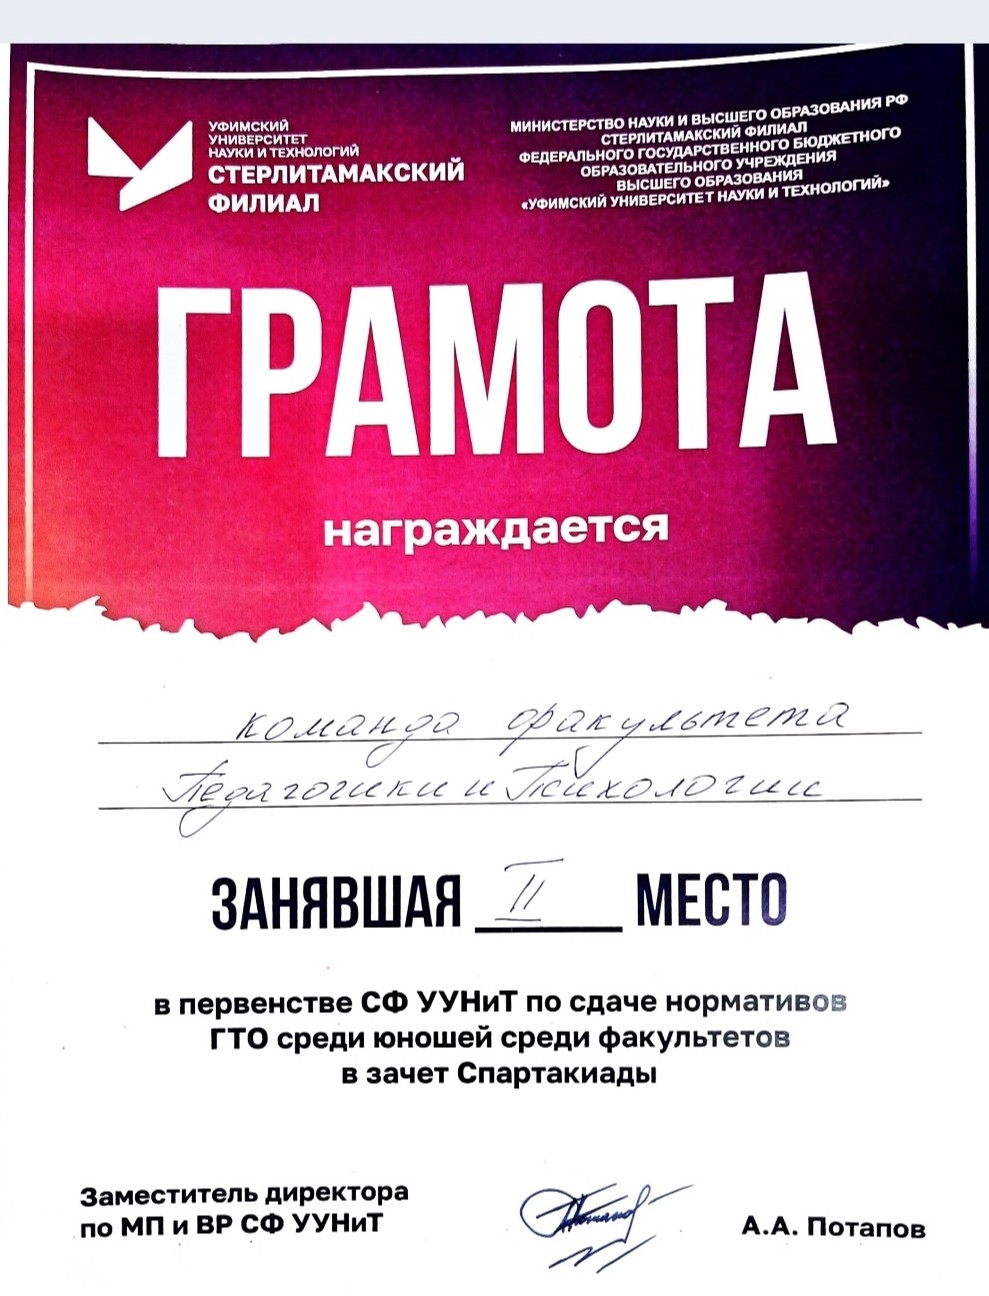 УФИМСКИЙ
УНИВЕРСИТЕТ
НАУКИ И ТЕХНОЛОГИЙ
СТЕРЛИТАМАКСКИЙ
ФИЛИАЛ
МИНИСТЕРСТВО НАУКИ И ВЫСШЕГО ОБРАЗОВАНИЯ РФ
СТЕРЛИТАМАКСКИЙ ФИЛИАЛ
ФЕДЕРАЛЬНОГО ГОСУДАРСТВЕННОГО БЮДЖЕТНОГО
ОБРАЗОВАТЕЛЬНОГО УЧРЕЖДЕНИЯ
ВЫСШЕГО ОБРАЗОВАНИЯ
«УФИМСКИЙ УНИВЕРСИТЕТ НАУКИ И ТЕХНОЛОГИЙ»
ГРАМОТА
награждается
команда факультета
Педагогики и Психологии
ЗАНЯВШАЯ II МЕСТО
в первенстве СФ УУНиТ по сдаче нормативов
ГТО среди юношей среди факультетов
в зачет Спартакиады
Заместитель директора
по МП и ВР СФ УУНиТ
А.А. Потапов